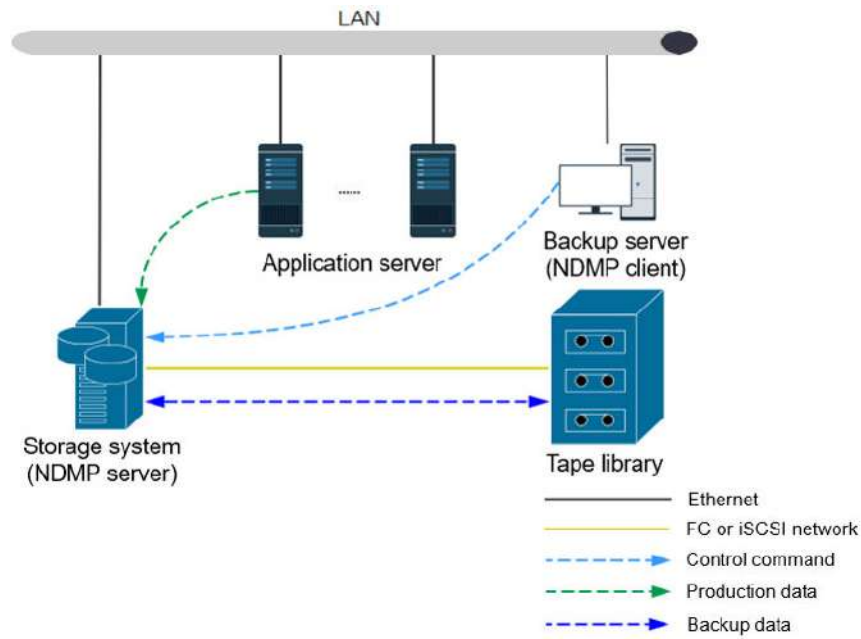 LAN
......
Application server
Backup server
(NDMP client)
Storage system
(NDMP server)
Tape library
Ethernet
FC or iSCSI network
Control command
Production data
Backup data